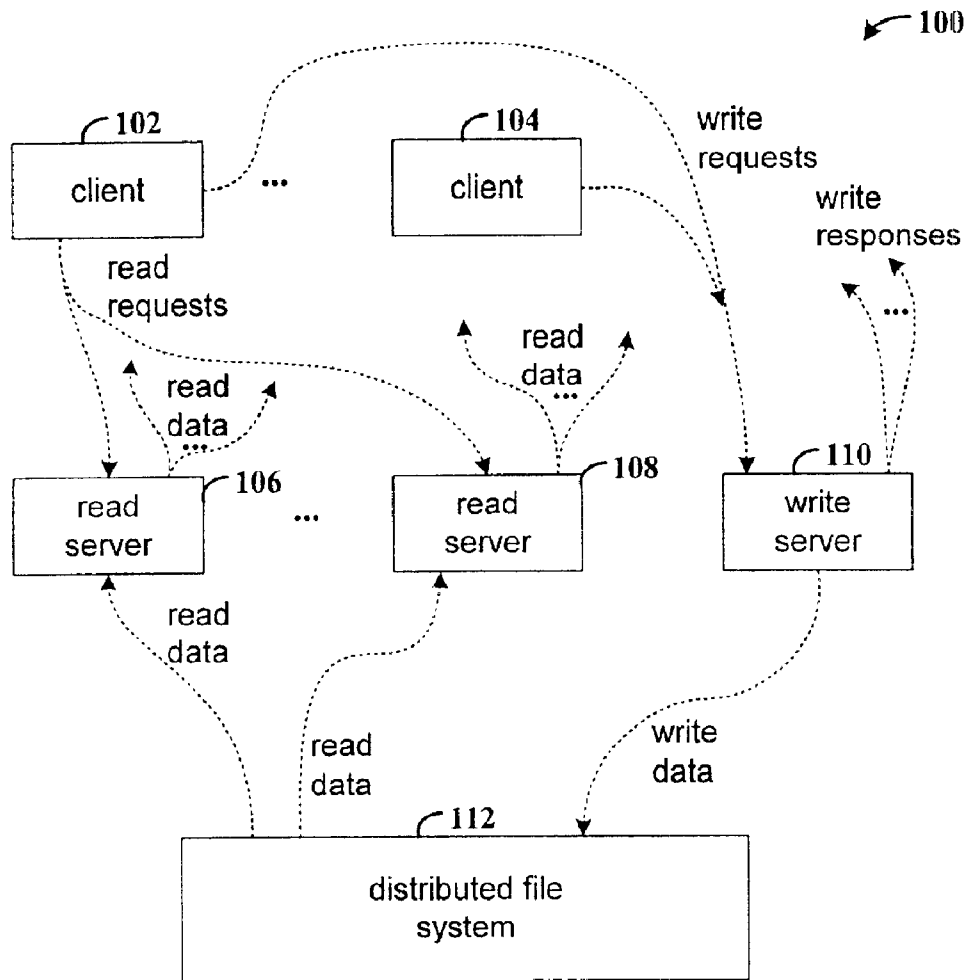 100
102
104
client
client
write
requests
write
responses
read
requests
read
data
...
read
data
...
...
...
106
108
110
read
server
...
read
server
write
server
read
data
read
data
write
data
112
distributed file
system